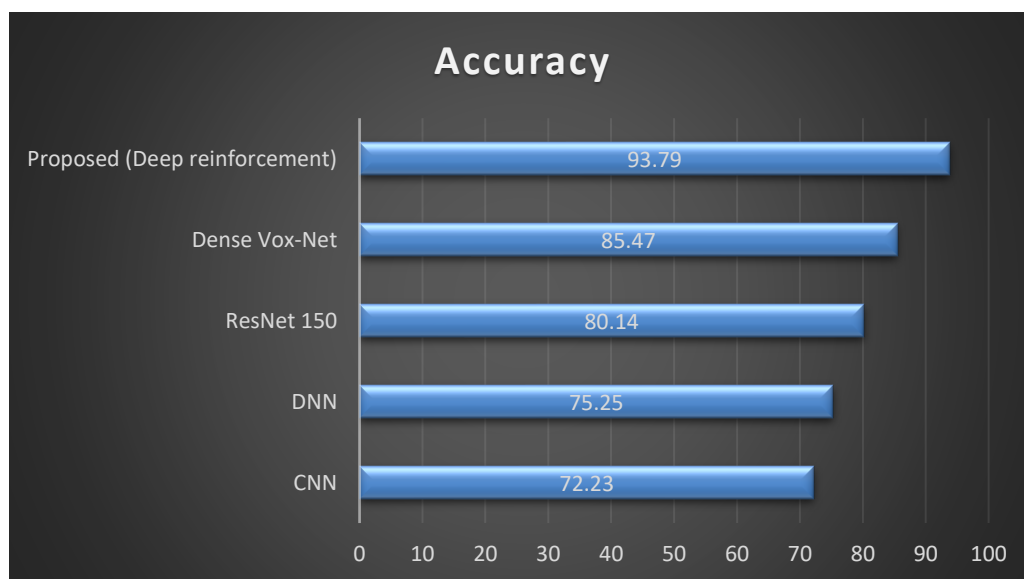 Accuracy
Proposed (Deep reinforcement)
93.79
Dense Vox-Net
85.47
ResNet 150
80.14
DNN
75.25
CNN
72.23
0 10 20 30 40 50 60 70 80 90 100